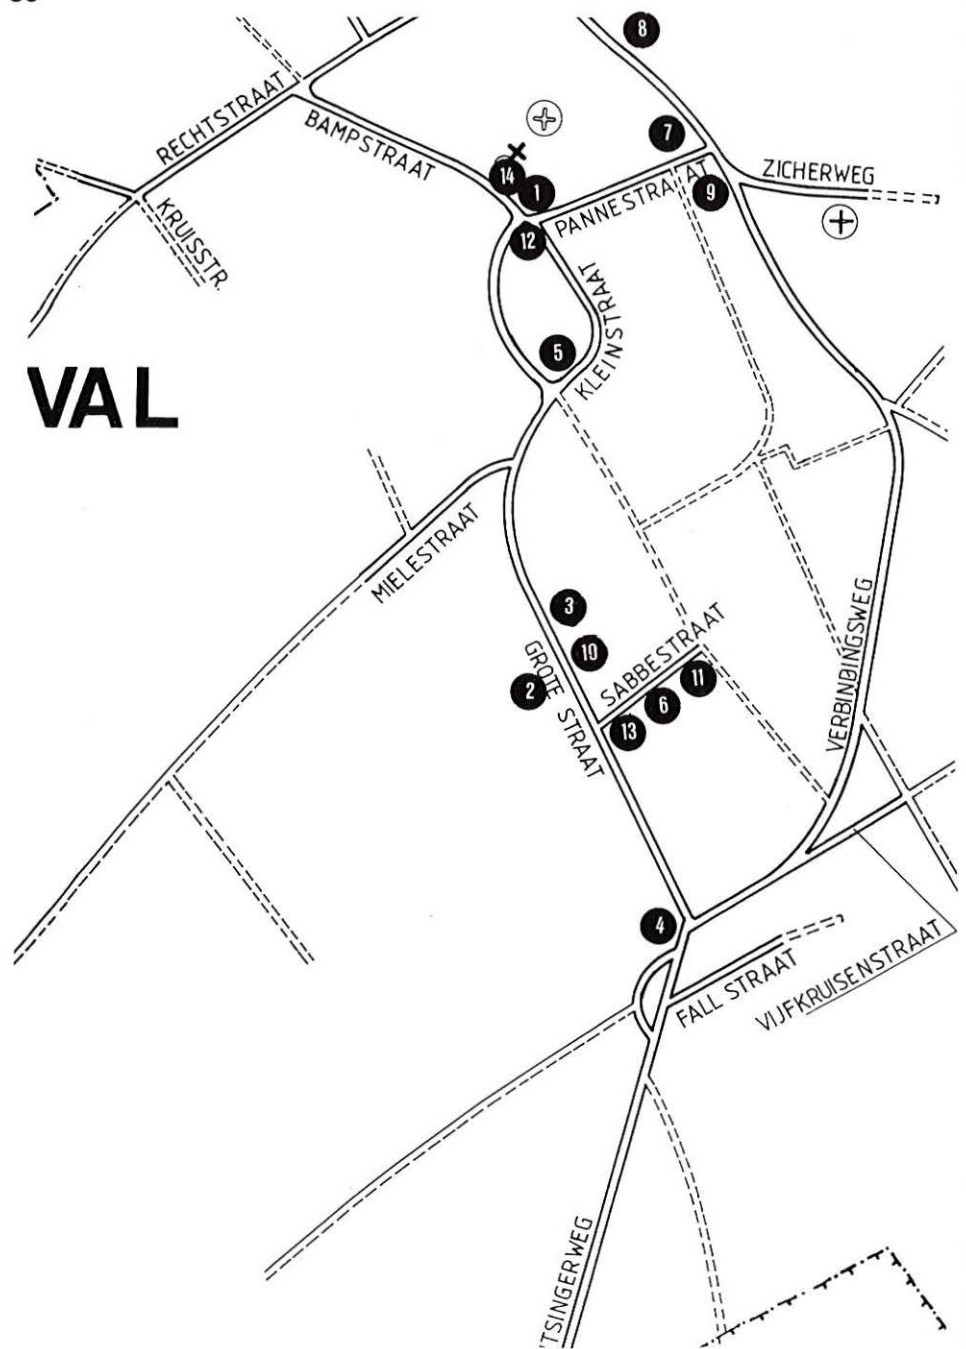 8
7
RECHTSTRAAT
BAMPSTRAAT
ZICHERWEG
14
1
9
PANNESTRAAT
KRUISSTR.
12
KLEINSTRAAT
5
VAL
MIELESTRAAT
3
10
SABBESTRAAT
GROTE STRAAT
2
11
6
13
VERBINDINGSWEG
4
FALL STRAAT
VIJFKRUISENSTRAAT
TSINGERWEG